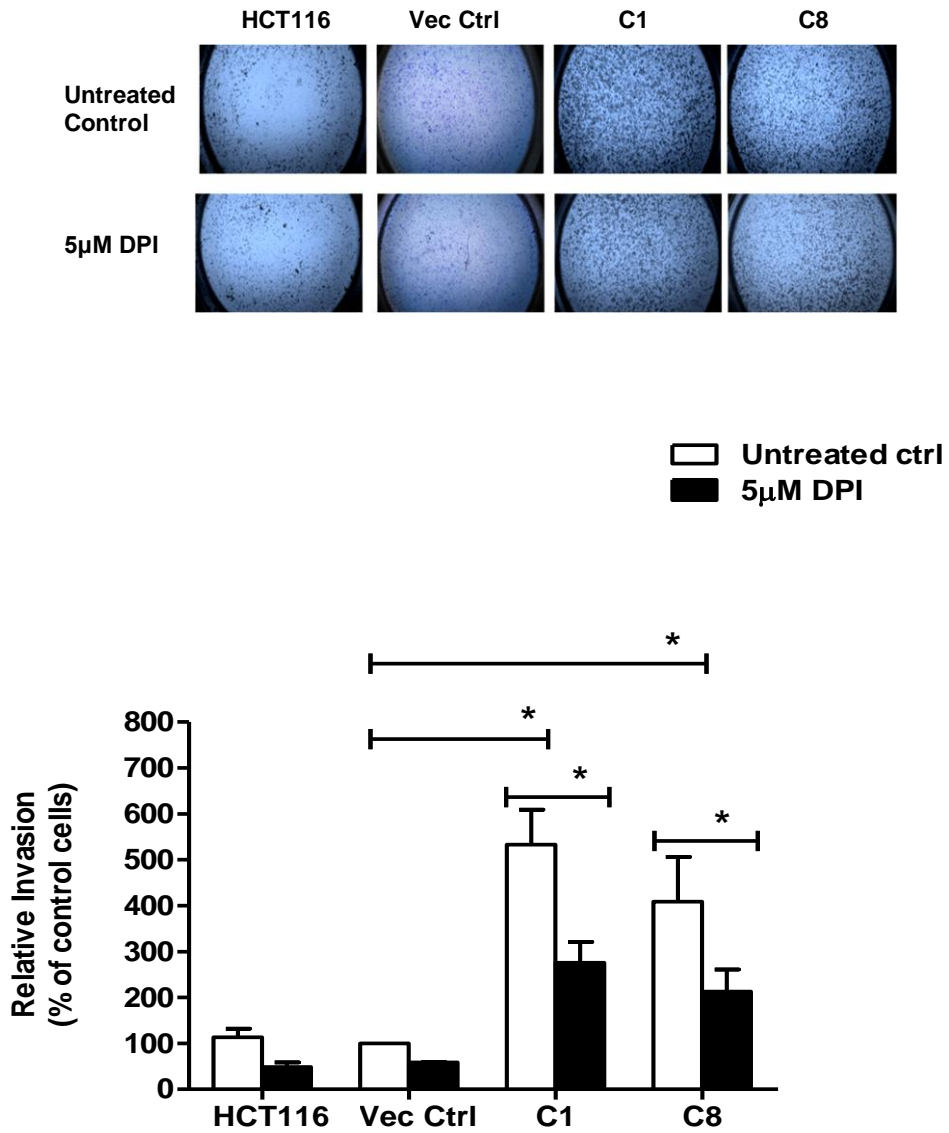 HCT116 Vec Ctrl C1 C8
Untreated
Control
5µM DPI
Untreated ctrl
5µM DPI
*
*
*
*
Relative Invasion
(% of control cells)
800
700
600
500
400
300
200
100
0
HCT116 Vec Ctrl C1 C8